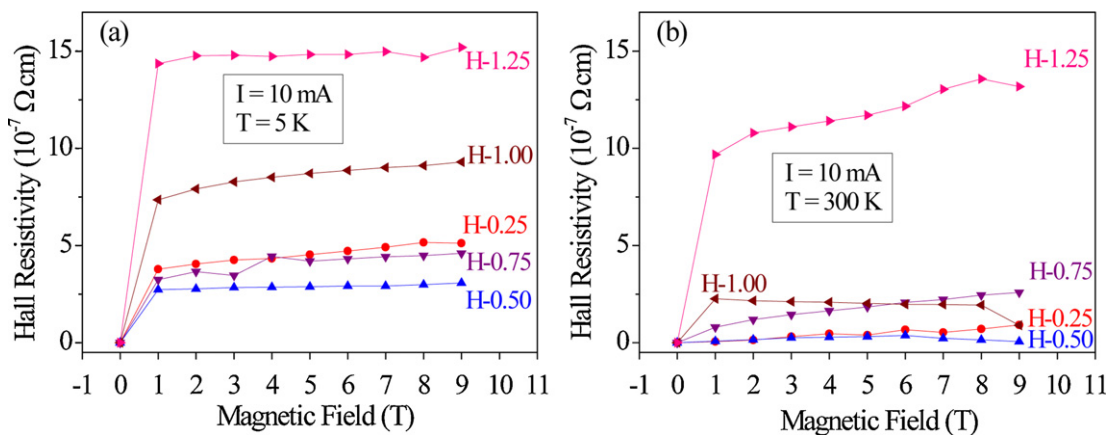 (a)
H-1.25
I = 10 mA
T = 5 K
H-1.00
H-0.25
H-0.75
H-0.50
15
10
5
0
Hall Resistivity (10⁻⁷ Ω cm)
-1 0 1 2 3 4 5 6 7 8 9 10 11
Magnetic Field (T)
(b)
H-1.25
I = 10 mA
T = 300 K
H-0.75
H-1.00
H-0.25
H-0.50
15
10
5
0
Hall Resistivity (10⁻⁷ Ω cm)
-1 0 1 2 3 4 5 6 7 8 9 10 11
Magnetic Field (T)